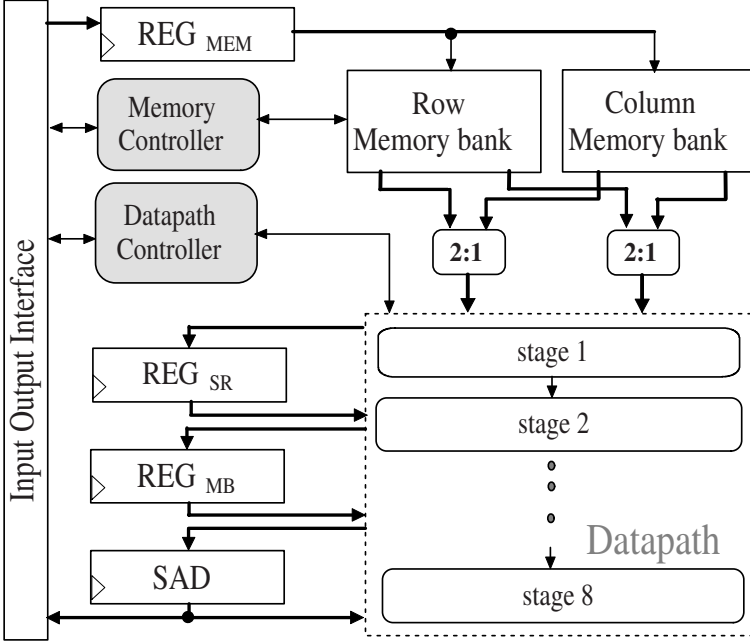 REG MEM
Memory
Controller
Row
Memory bank
Column
Memory bank
Datapath
Controller
2:1
2:1
Input Output Interface
stage 1
REG SR
stage 2
REG MB
Datapath
SAD
stage 8